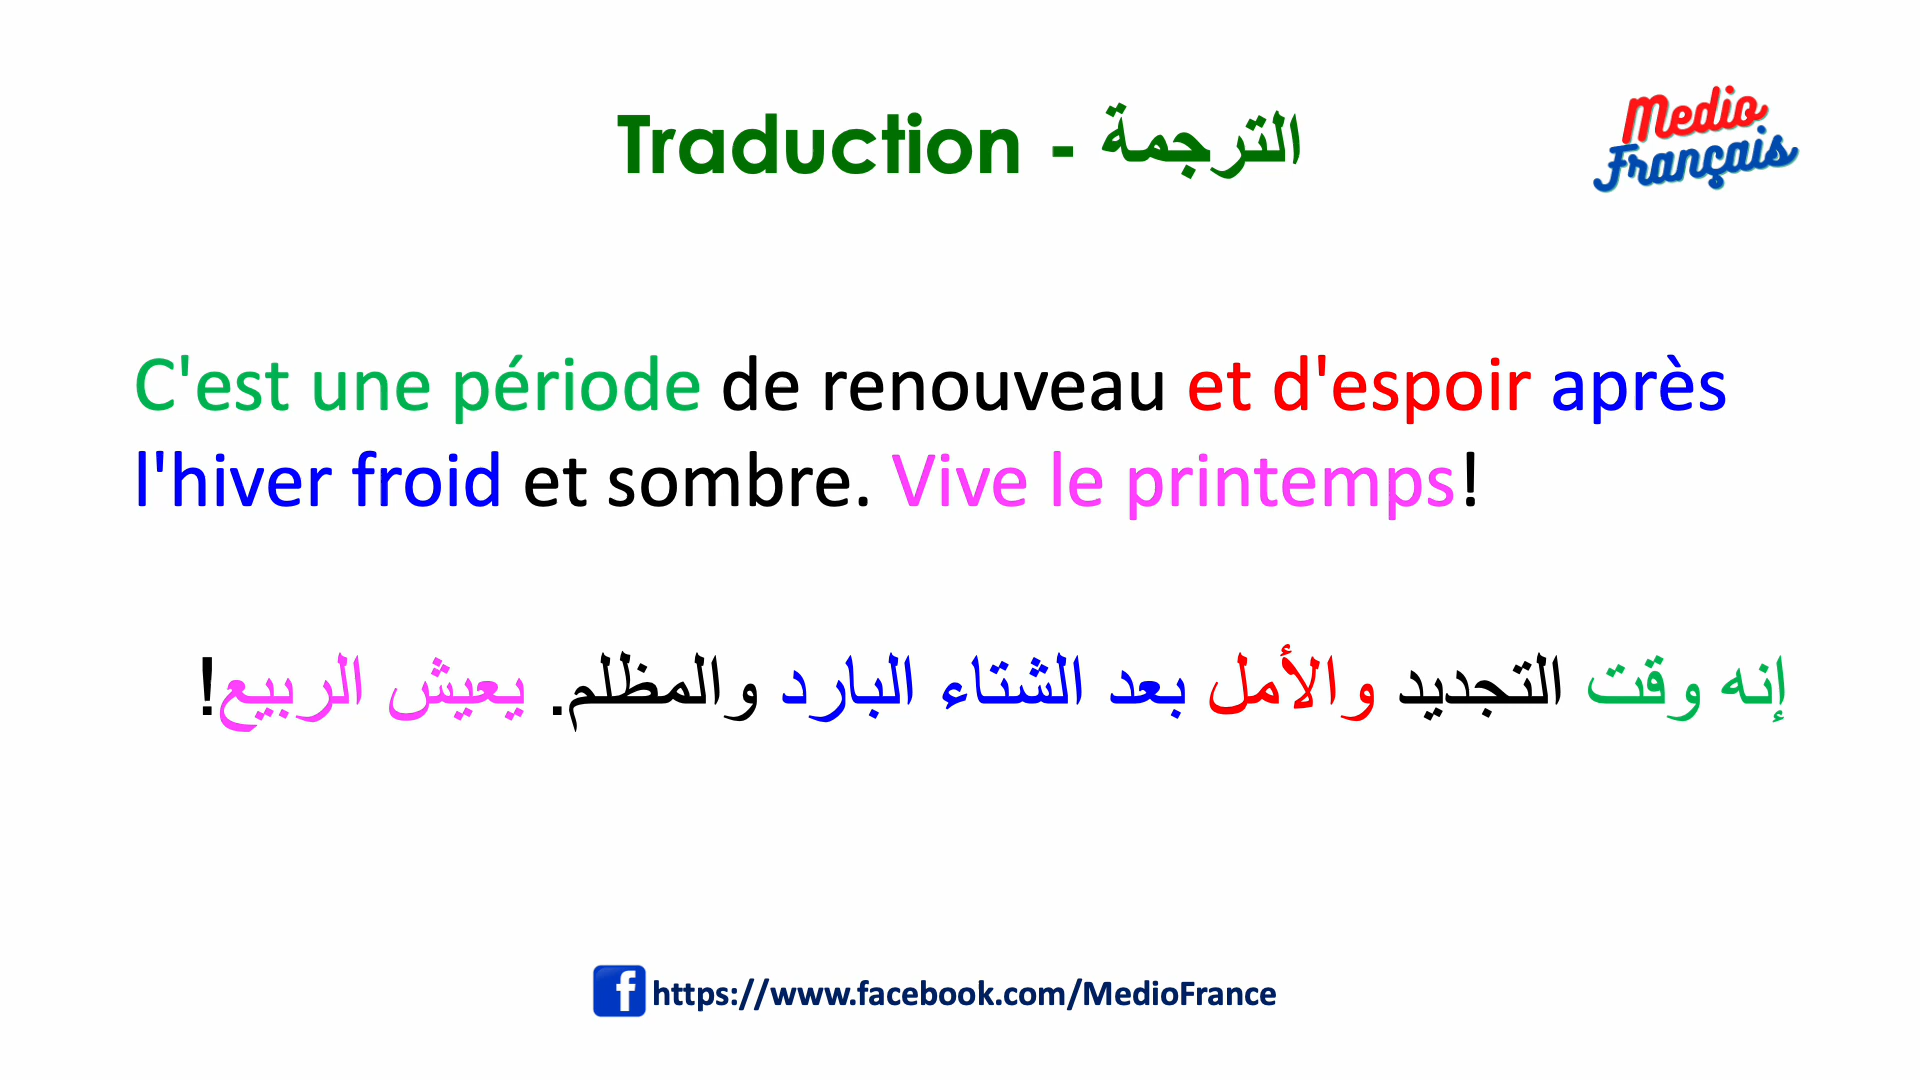 Traduction - الترجمة
Medio
Français
C'est une période de renouveau et d'espoir après
l'hiver froid et sombre. Vive le printemps!
إنه وقت التجديد والأمل بعد الشتاء البارد والمظلم. يعيش الربيع!
https://www.facebook.com/MedioFrance